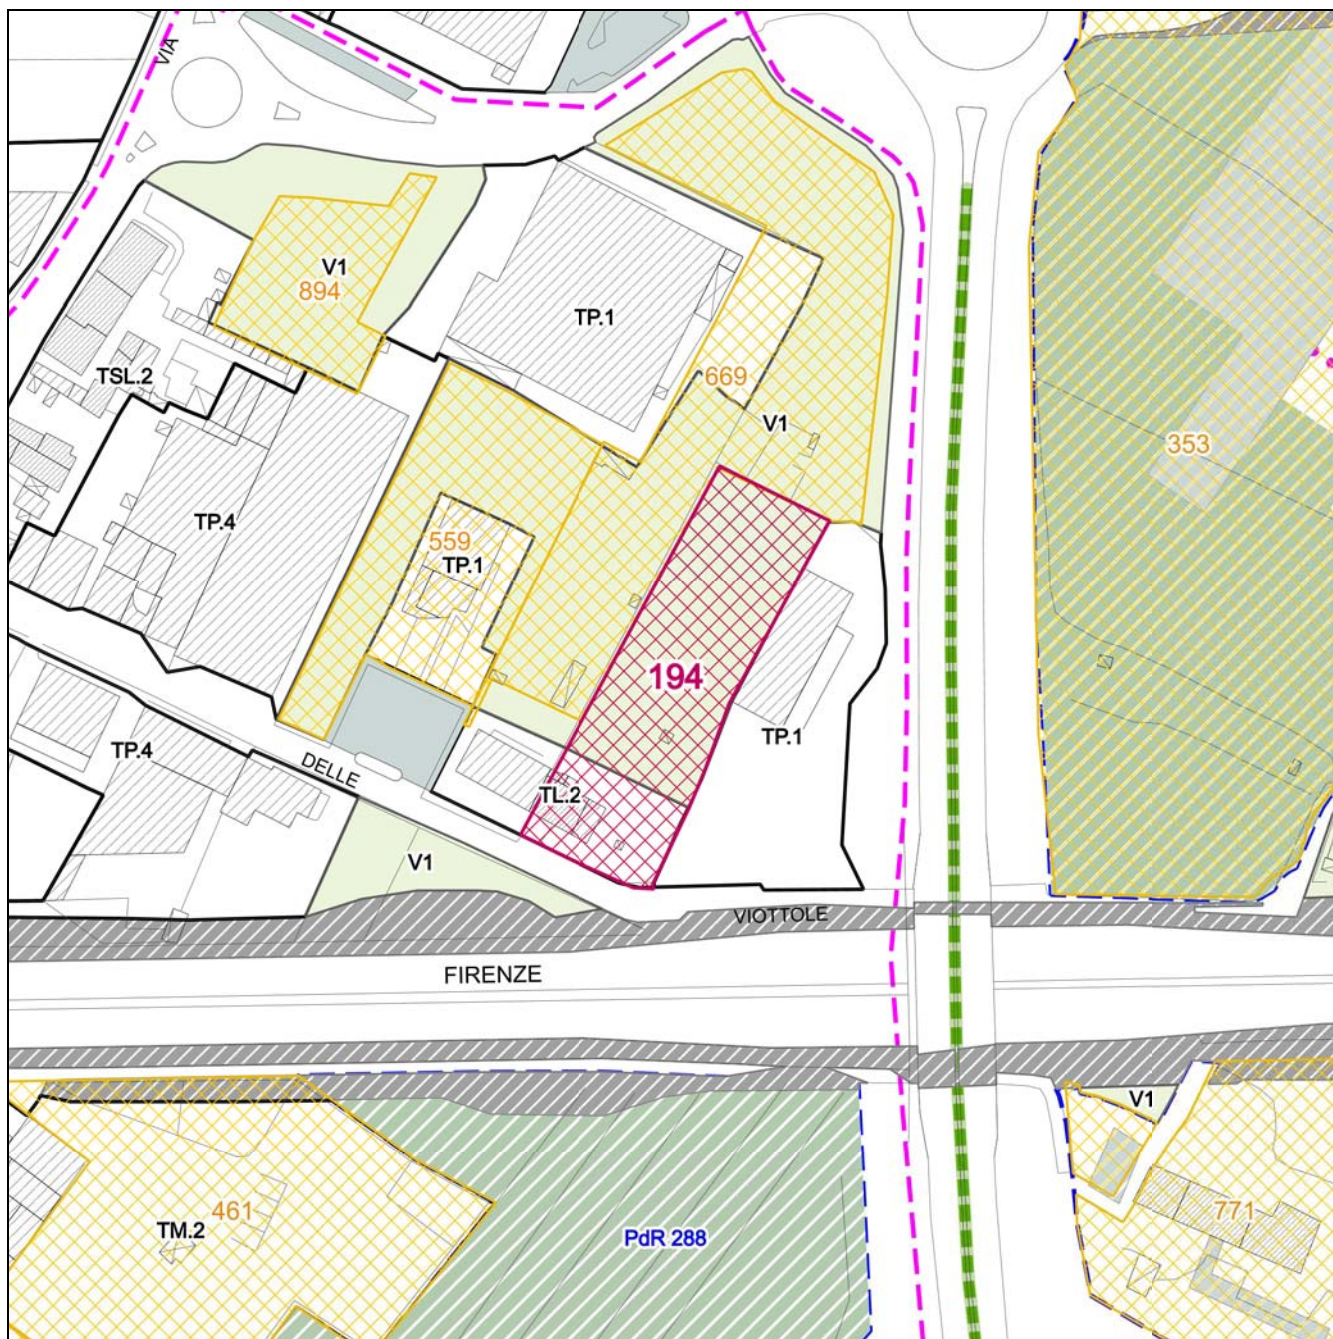 VIA
V1
894
TP.1
TSL.2
669
V1
353
TP.4
559
TP.1
194
TP.1
TP.4
DELLE
TL.2
V1
VIOTTOLE
FIRENZE
V1
461
TM.2
771
PdR 288